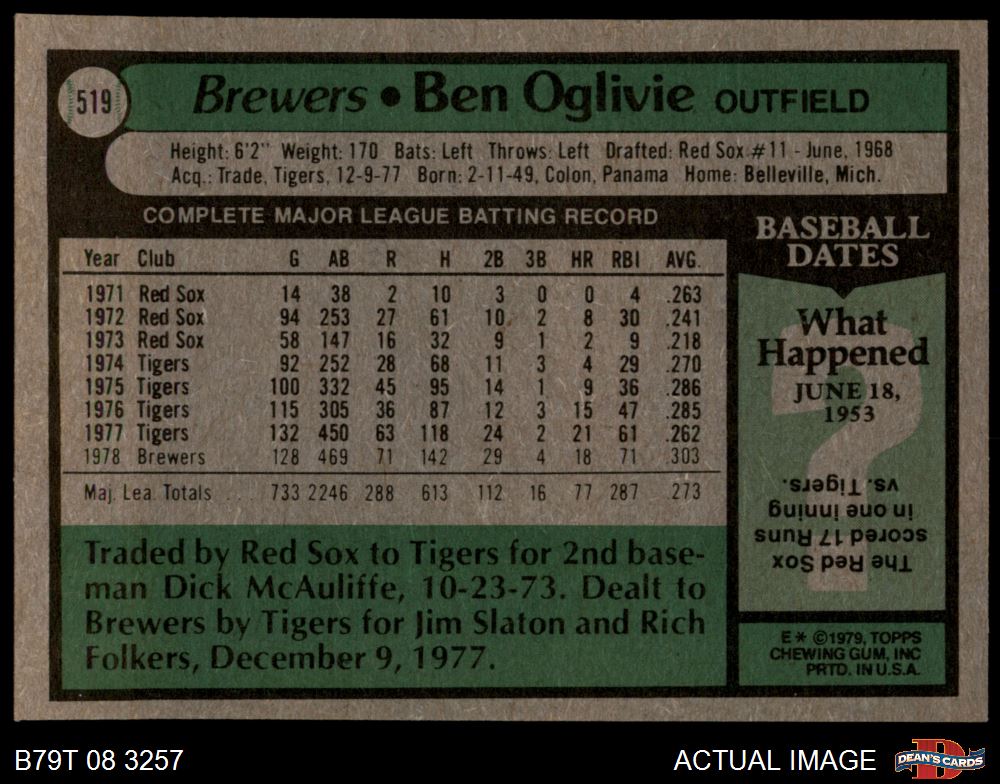 519
Brewers • Ben Oglivie OUTFIELD
Height: 6'2" Weight: 170 Bats: Left Throws: Left Drafted: Red Sox #11 - June, 1968
Acq.: Trade, Tigers, 12-9-77 Born: 2-11-49, Colon, Panama Home: Belleville, Mich.
COMPLETE MAJOR LEAGUE BATTING RECORD
Year Club G AB R H 2B 3B HR RBI AVG.
1971 Red Sox 14 38 2 10 3 0 0 4 .263
1972 Red Sox 94 253 27 61 10 2 8 30 .241
1973 Red Sox 58 147 16 32 9 1 2 9 .218
1974 Tigers 92 252 28 68 11 3 4 29 .270
1975 Tigers 100 332 45 95 14 1 9 36 .286
1976 Tigers 115 305 36 87 12 3 15 47 .285
1977 Tigers 132 450 63 118 24 2 21 61 .262
1978 Brewers 128 469 71 142 29 4 18 71 .303
Maj. Lea. Totals ... 733 2246 288 613 112 16 77 287 .273
Traded by Red Sox to Tigers for 2nd base-
man Dick McAuliffe, 10-23-73. Dealt to
Brewers by Tigers for Jim Slaton and Rich
Folkers, December 9, 1977.
BASEBALL
DATES
What
Happened
JUNE 18,
1953
?
The Red Sox
scored 17 Runs
in one inning
vs. Tigers.
E* ©1979, TOPPS
CHEWING GUM, INC
PRTD. IN U.S.A.
B79T 08 3257
ACTUAL IMAGE
D
DEAN'S CARDS